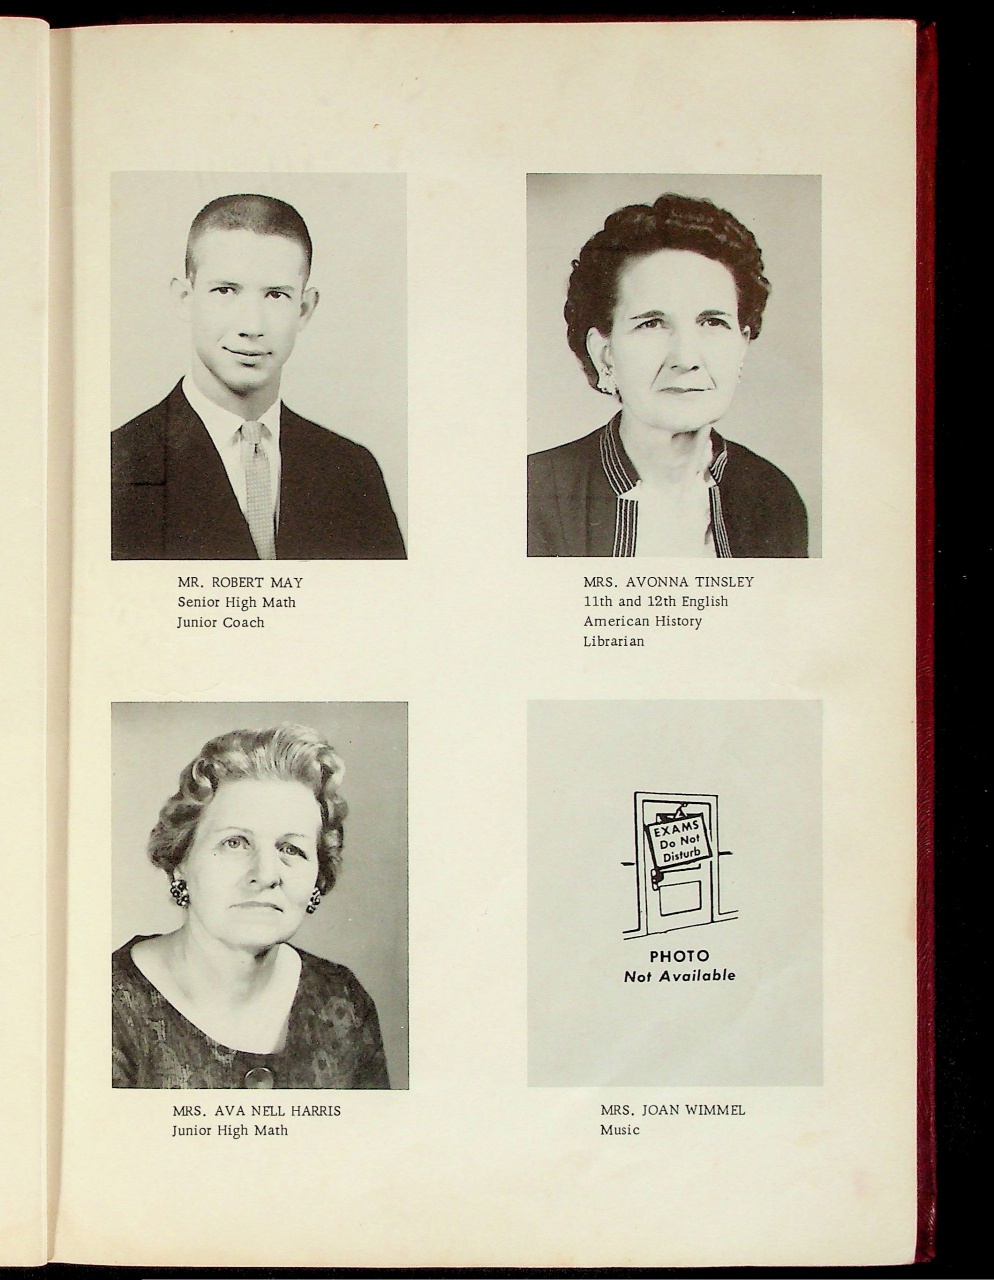 MR. ROBERT MAY
Senior High Math
Junior Coach
MRS. AVONNA TINSLEY
11th and 12th English
American History
Librarian
MRS. AVA NELL HARRIS
Junior High Math
EXAMS
Do Not
Disturb
PHOTO
Not Available
MRS. JOAN WIMMEL
Music